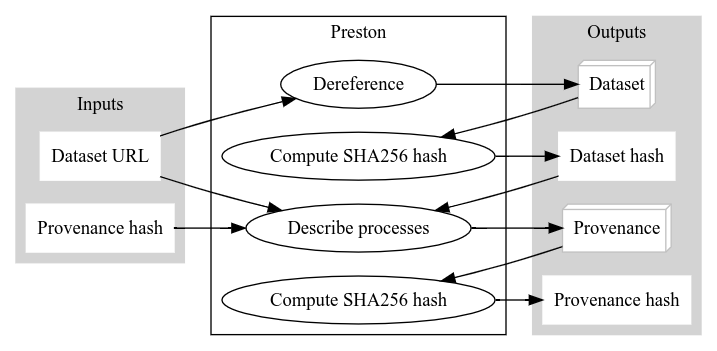 Preston
Outputs
Inputs
Dereference
Dataset
Dataset URL
Compute SHA256 hash
Dataset hash
Provenance hash
Describe processes
Provenance
Compute SHA256 hash
Provenance hash